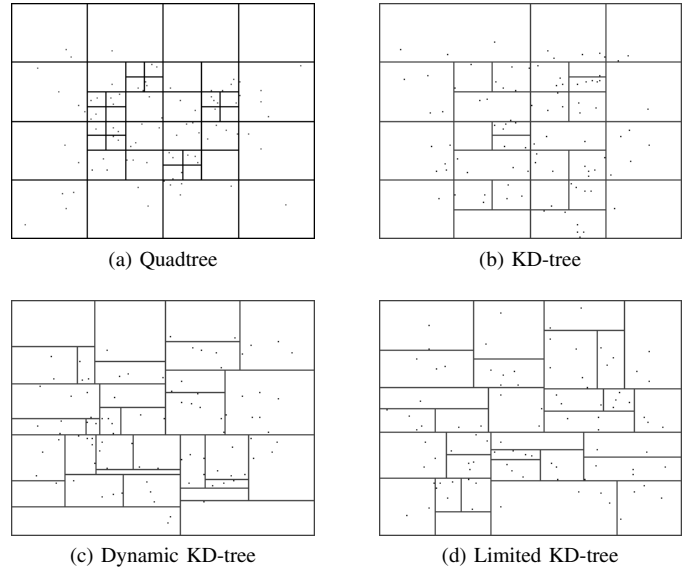 (a) Quadtree
(b) KD-tree
(c) Dynamic KD-tree
(d) Limited KD-tree